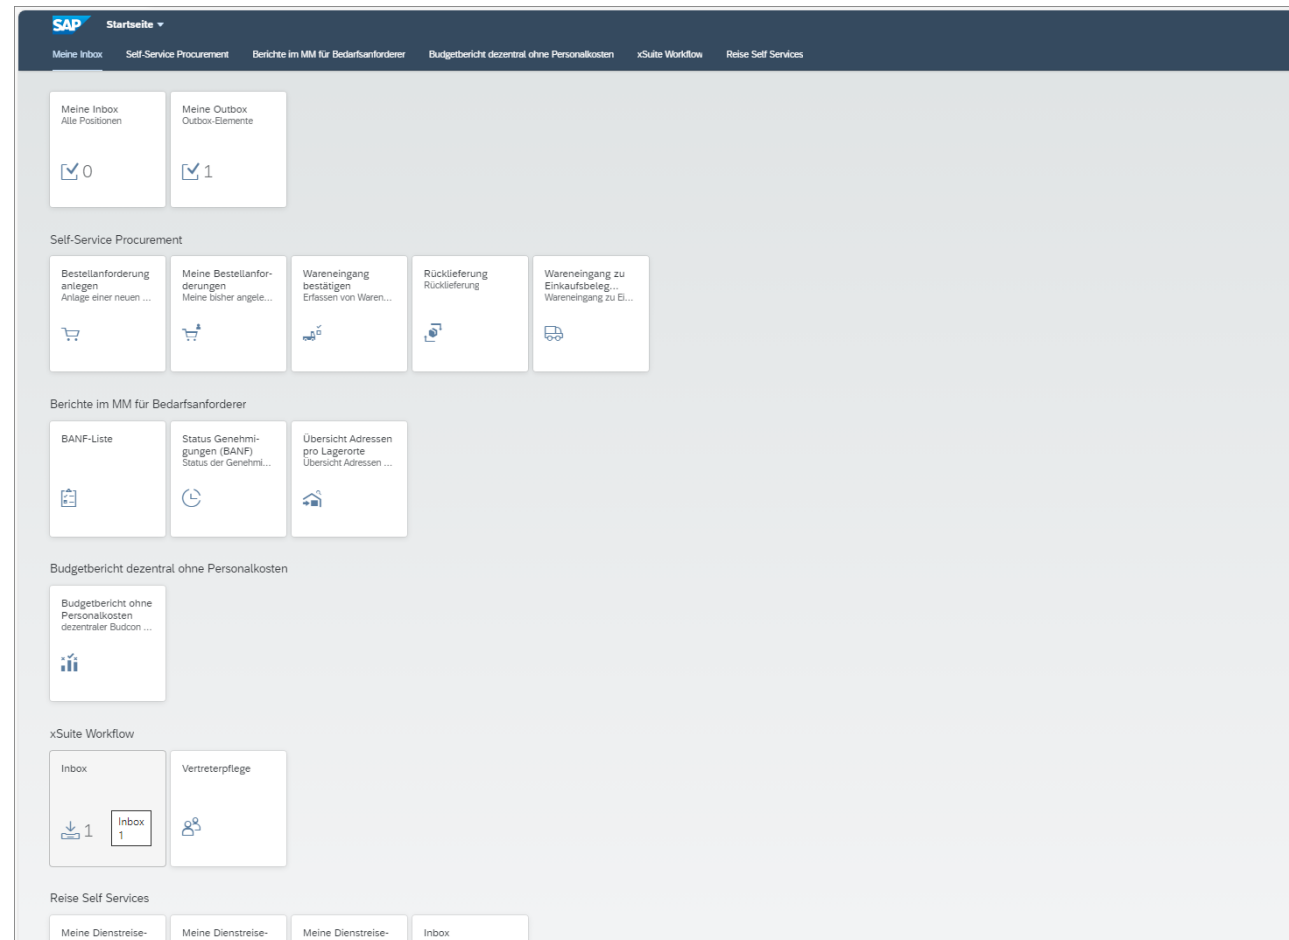 SAP Startseite
Meine Inbox Self-Service Procurement Berichte im MM für Bedarfsanforderer Budgetbericht dezentral ohne Personalkosten xSuite Workflow Reise Self Services
Meine Inbox
Alle Positionen
0
Meine Outbox
Outbox-Elemente
1
Self-Service Procurement
Bestellanforderung
anlegen
Anlage einer neuen ...
Meine Bestellanfor-
derungen
Meine bisher angele...
Wareneingang
bestätigen
Erfassen von Waren...
Rücklieferung
Rücklieferung
Wareneingang zu
Einkaufsbeleg...
Wareneingang zu Ei...
Berichte im MM für Bedarfsanforderer
BANF-Liste
Status Genehmi-
gungen (BANF)
Status der Genehmi...
Übersicht Adressen
pro Lagerorte
Übersicht Adressen ...
Budgetbericht dezentral ohne Personalkosten
Budgetbericht ohne
Personalkosten
dezentraler Budcon ...
xSuite Workflow
Inbox
1
Inbox
1
Vertreterpflege
Reise Self Services
Meine Dienstreise-
Meine Dienstreise-
Meine Dienstreise-
Inbox